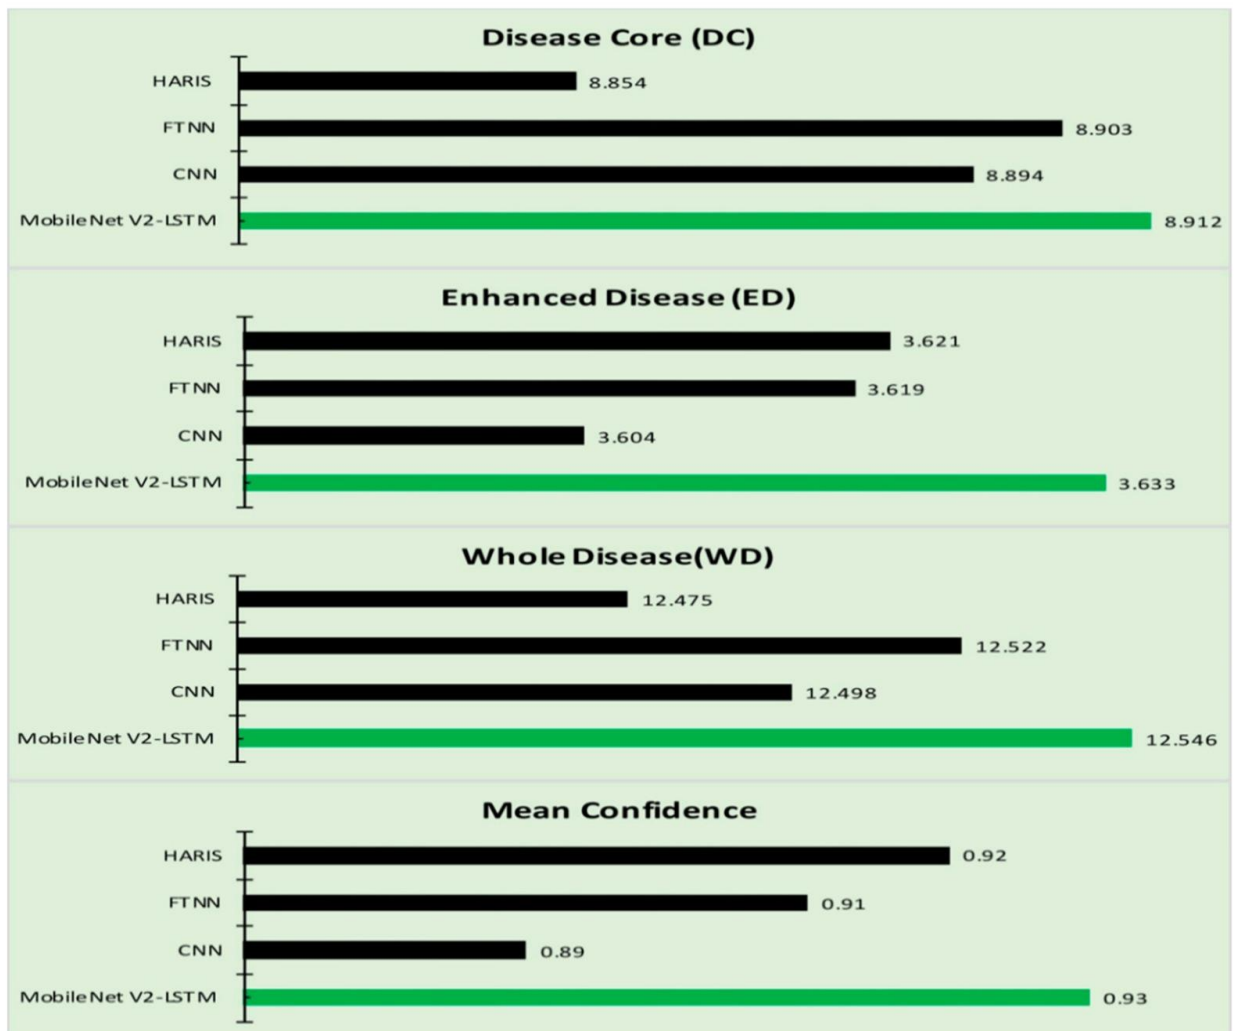 Disease Core (DC)
HARIS 8.854
FTNN 8.903
CNN 8.894
MobileNet V2-LSTM 8.912
Enhanced Disease (ED)
HARIS 3.621
FTNN 3.619
CNN 3.604
MobileNet V2-LSTM 3.633
Whole Disease(WD)
HARIS 12.475
FTNN 12.522
CNN 12.498
MobileNet V2-LSTM 12.546
Mean Confidence
HARIS 0.92
FTNN 0.91
CNN 0.89
MobileNet V2-LSTM 0.93